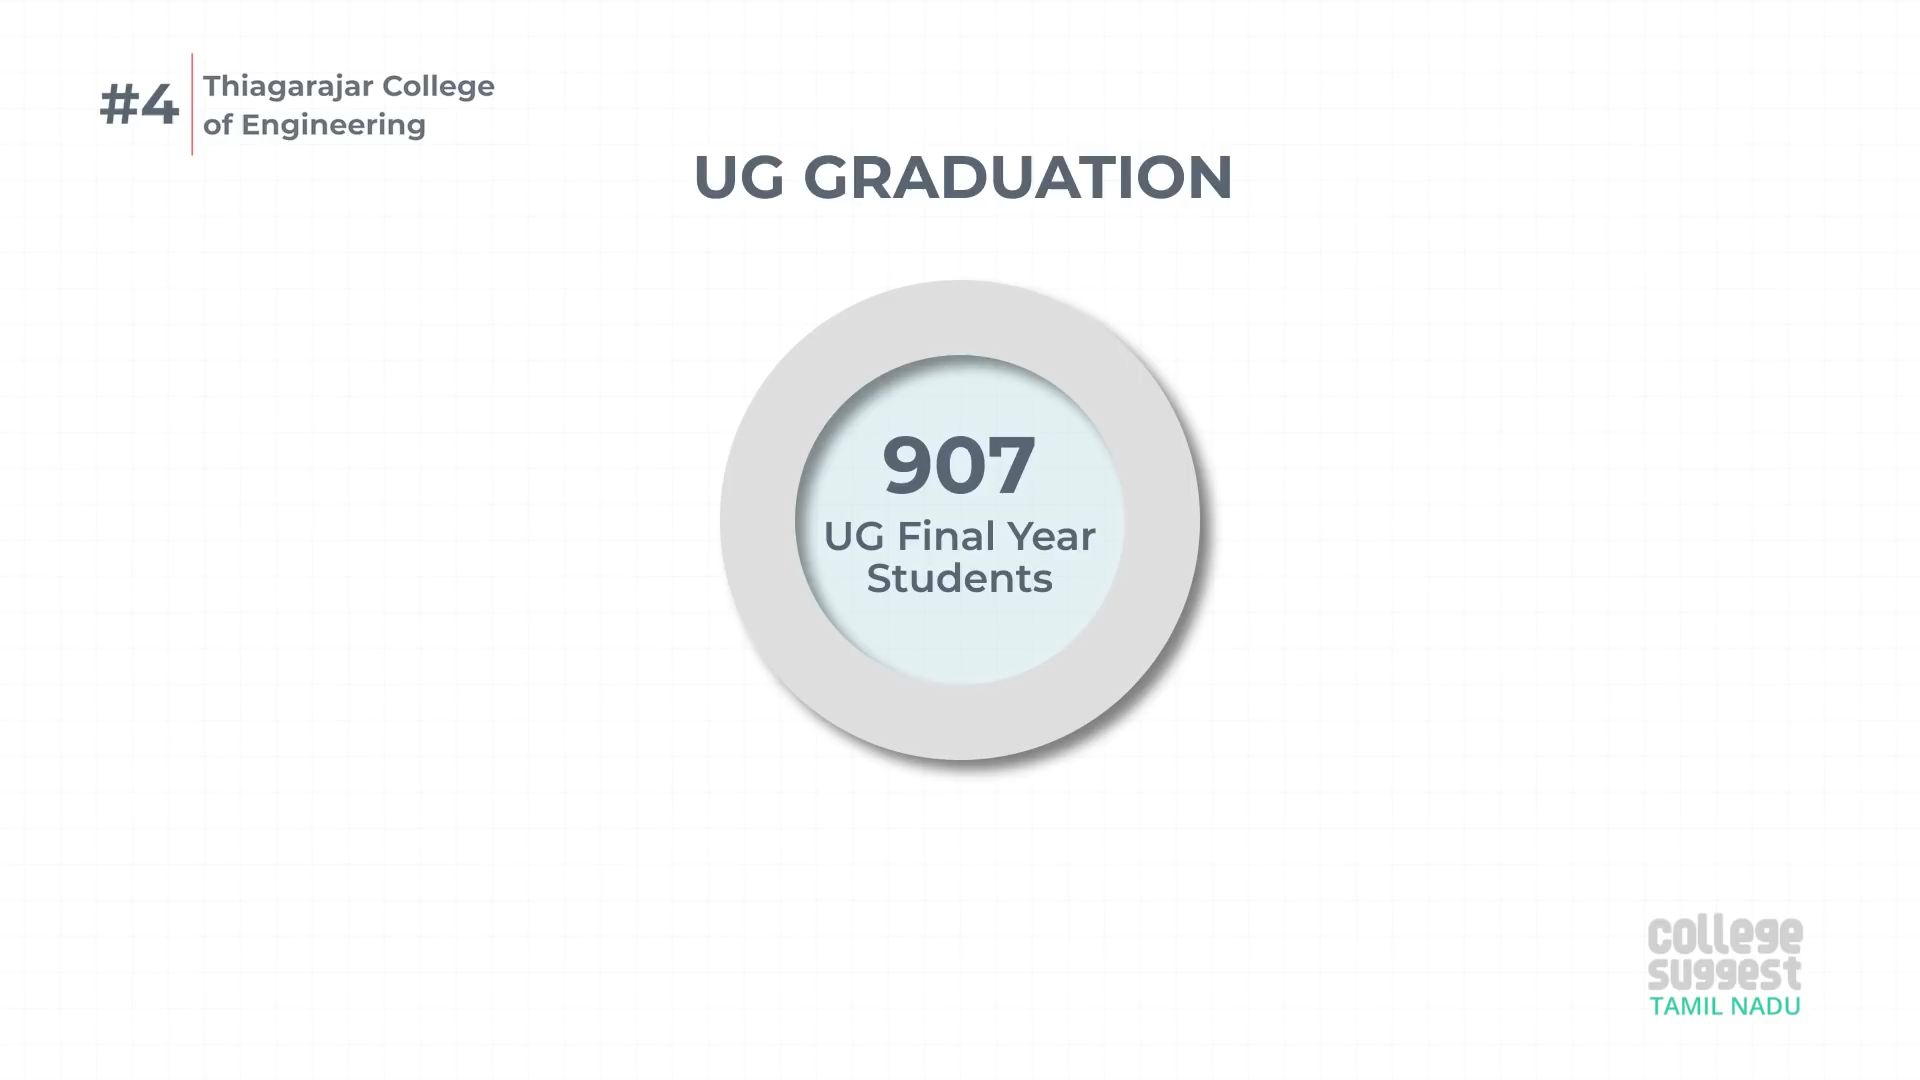 #4
Thiagarajar College
of Engineering
UG GRADUATION
907
UG Final Year
Students
college
suggest
TAMIL NADU